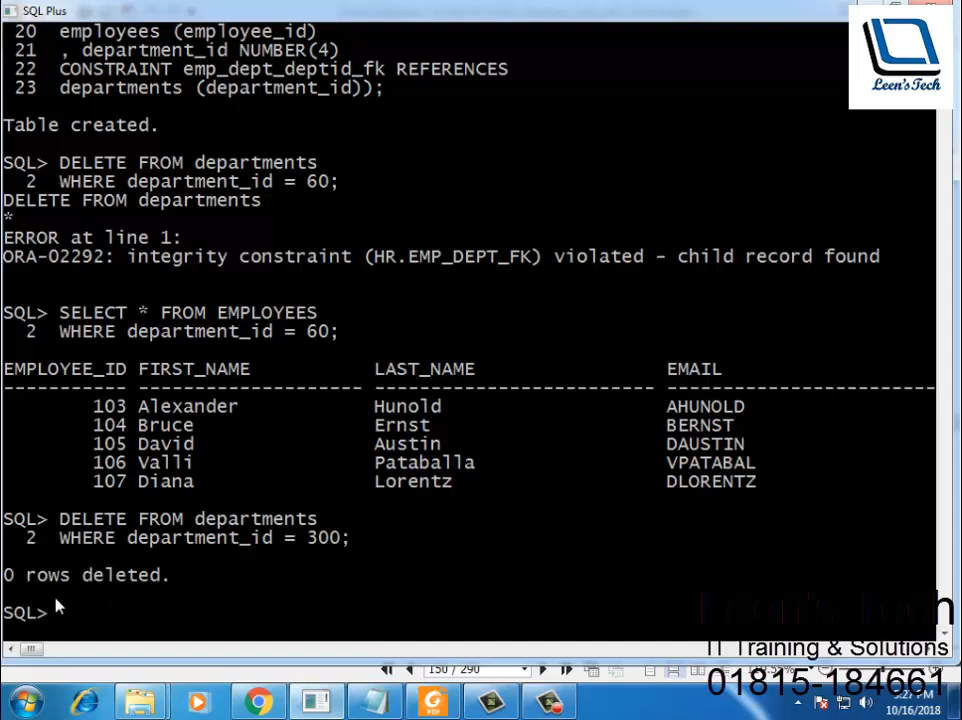 SQL Plus
20 employees (employee_id)
21 , department_id NUMBER(4)
22 CONSTRAINT emp_dept_deptid_fk REFERENCES
23 departments (department_id));
Table created.
SQL> DELETE FROM departments
2 WHERE department_id = 60;
DELETE FROM departments
*
ERROR at line 1:
ORA-02292: integrity constraint (HR.EMP_DEPT_FK) violated - child record found
SQL> SELECT * FROM EMPLOYEES
2 WHERE department_id = 60;
EMPLOYEE_ID FIRST_NAME LAST_NAME EMAIL
----------- -------------------- ------------------------- ------------------------
103 Alexander Hunold AHUNOLD
104 Bruce Ernst BERNST
105 David Austin DAUSTIN
106 Valli Pataballa VPATABAL
107 Diana Lorentz DLORENTZ
SQL> DELETE FROM departments
2 WHERE department_id = 300;
0 rows deleted.
SQL>
Leen'sTech
IT Training & Solutions
150 / 290
01815-184661
10/16/2018
PDF